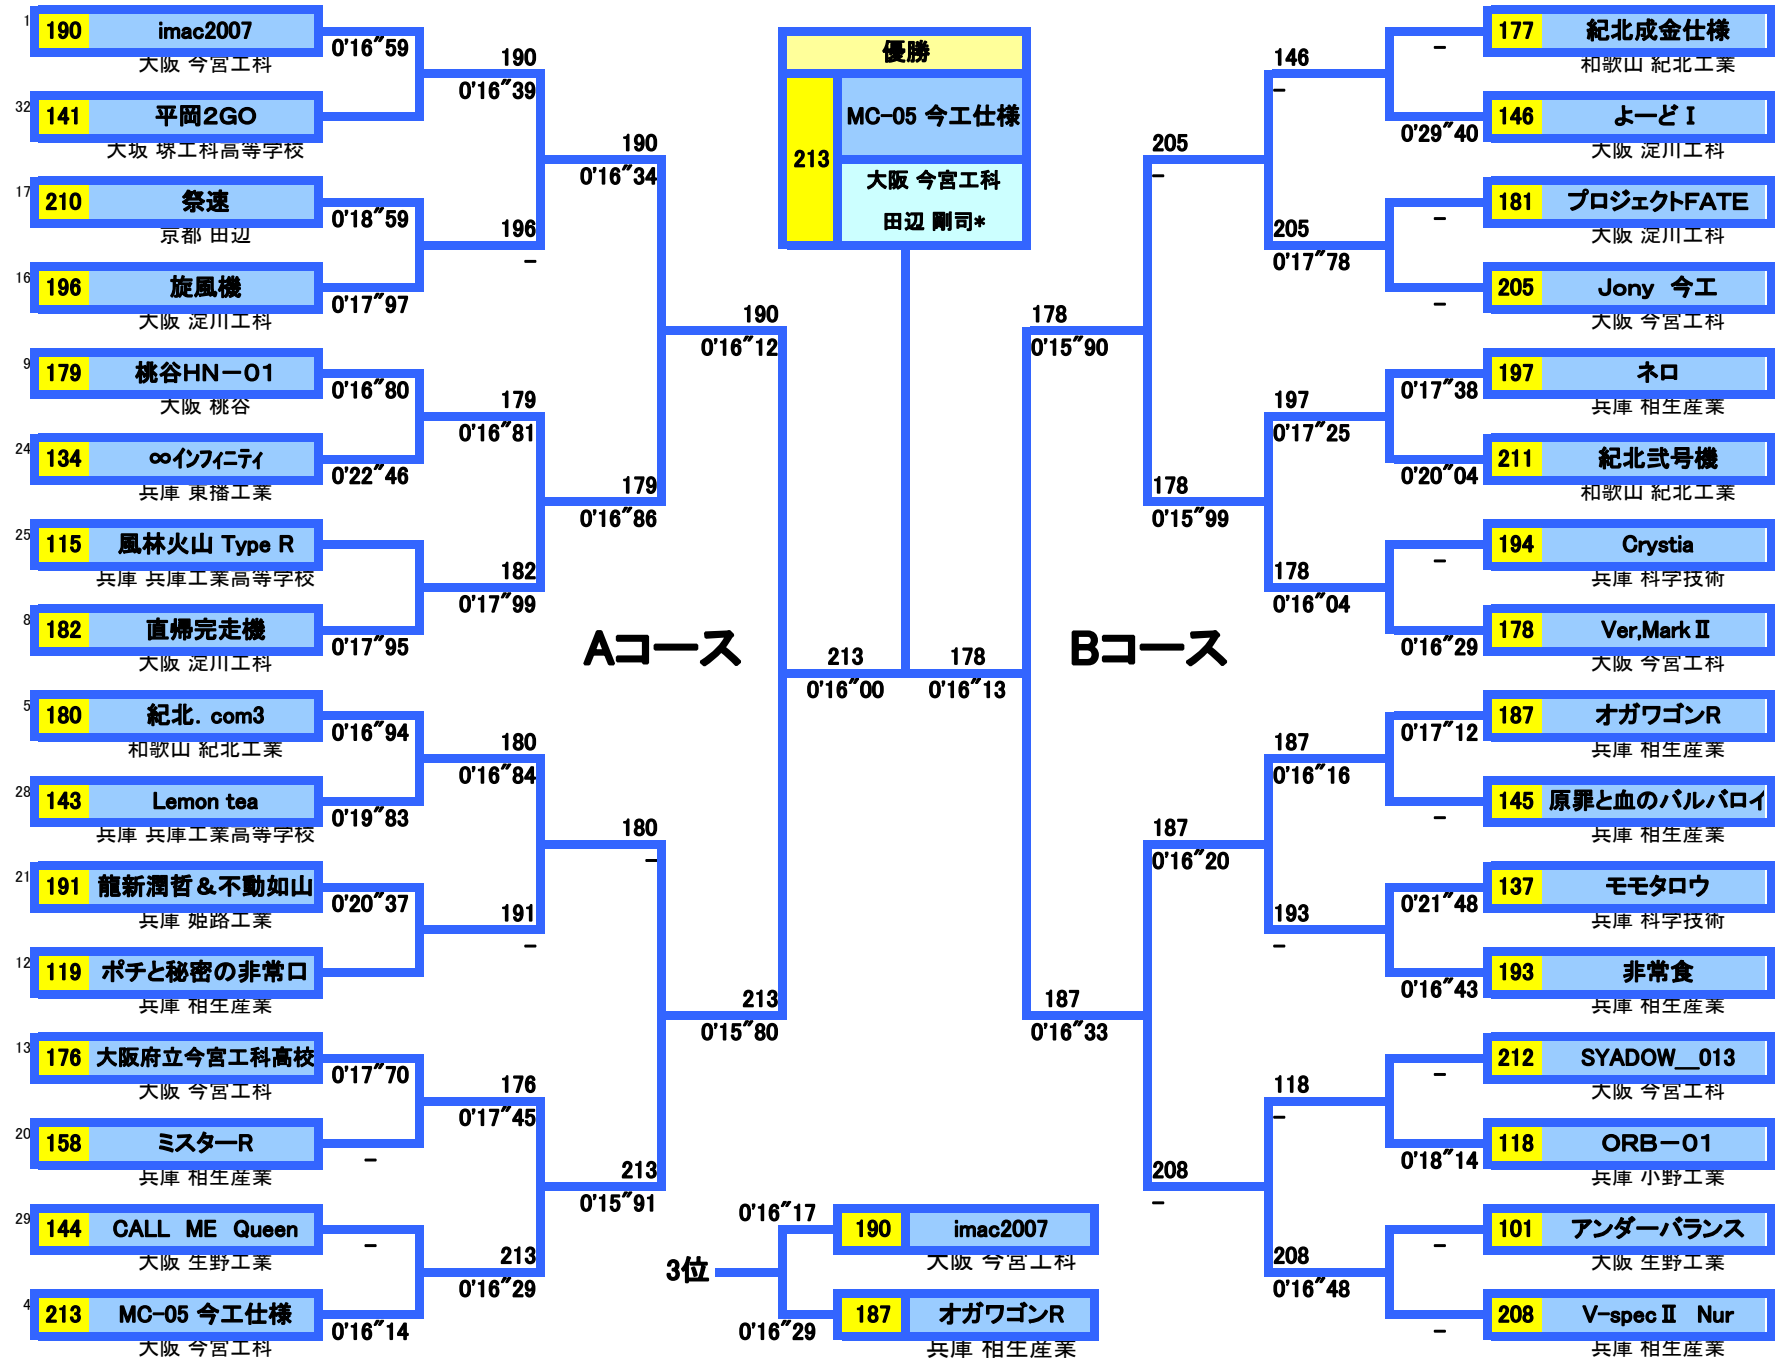 1
190 imac2007
0'16"59
大阪 今宮工科
32
141 平岡2GO
大坂 堺工科高等学校
190
0'16"39
17
210 祭速
0'18"59
京都 田辺
16
196 旋風機
0'17"97
大阪 淀川工科
196
–
190
0'16"34
9
179 桃谷HN－01
0'16"80
大阪 桃谷
24
134 ∞インフィニティ
0'22"46
兵庫 東播工業
179
0'16"81
25
115 風林火山 Type R
兵庫 兵庫工業高等学校
8
182 直帰完走機
0'17"95
大阪 淀川工科
182
0'17"99
179
0'16"86
190
0'16"12
5
180 紀北．com3
0'16"94
和歌山 紀北工業
28
143 Lemon tea
0'19"83
兵庫 兵庫工業高等学校
180
0'16"84
21
191 龍新潤哲＆不動如山
0'20"37
兵庫 姫路工業
12
119 ポチと秘密の非常口
兵庫 相生産業
191
–
180
–
13
176 大阪府立今宮工科高校
0'17"70
大阪 今宮工科
20
158 ミスターR
–
兵庫 相生産業
176
0'17"45
29
144 CALL ME Queen
–
大阪 生野工業
4
213 MC-05 今工仕様
0'16"14
大阪 今宮工科
213
0'16"29
213
0'15"91
213
0'15"80
Aコース
213
0'16"00
優勝
213
MC-05 今工仕様
大阪 今宮工科
田辺 剛司*
178
0'16"13
Bコース
3位
0'16"17
190 imac2007
大阪 今宮工科
0'16"29
187 オガワゴンR
兵庫 相生産業
178
0'15"90
205
–
146
–
–
177 紀北成金仕様
和歌山 紀北工業
0'29"40
146 よーどⅠ
大阪 淀川工科
205
0'17"78
–
181 プロジェクトFATE
大阪 淀川工科
–
205 Jony 今工
大阪 今宮工科
178
0'15"99
197
0'17"25
0'17"38
197 ネロ
兵庫 相生産業
0'20"04
211 紀北弐号機
和歌山 紀北工業
178
0'16"04
–
194 Crystia
兵庫 科学技術
0'16"29
178 Ver,MarkⅡ
大阪 今宮工科
187
0'16"33
187
0'16"20
187
0'16"16
0'17"12
187 オガワゴンR
兵庫 相生産業
–
145 原罪と血のバルバロイ
兵庫 相生産業
193
–
0'21"48
137 モモタロウ
兵庫 科学技術
0'16"43
193 非常食
兵庫 相生産業
208
–
118
–
–
212 SYADOW__013
大阪 今宮工科
0'18"14
118 ORB－01
兵庫 小野工業
208
0'16"48
–
101 アンダーバランス
大阪 生野工業
–
208 V-specⅡ Nur
兵庫 相生産業